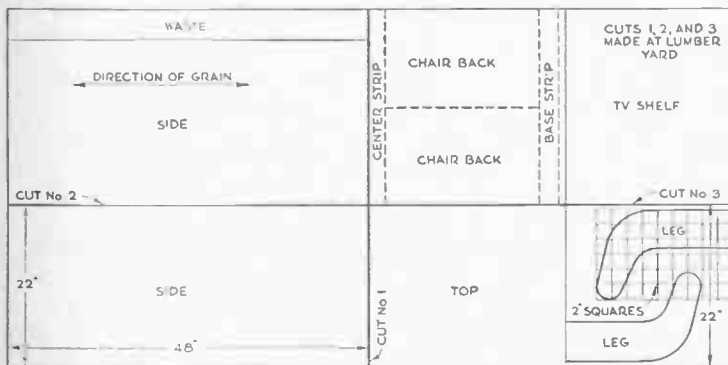 WASTE
DIRECTION OF GRAIN
SIDE
CUT No 2
CENTER STRIP
CHAIR BACK
CHAIR BACK
BASE STRIP
CUTS 1, 2, AND 3
MADE AT LUMBER
YARD
TV SHELF
CUT No 3
22"
SIDE
48"
CUT No 1
TOP
LEG
2" SQUARES
22"
LEG